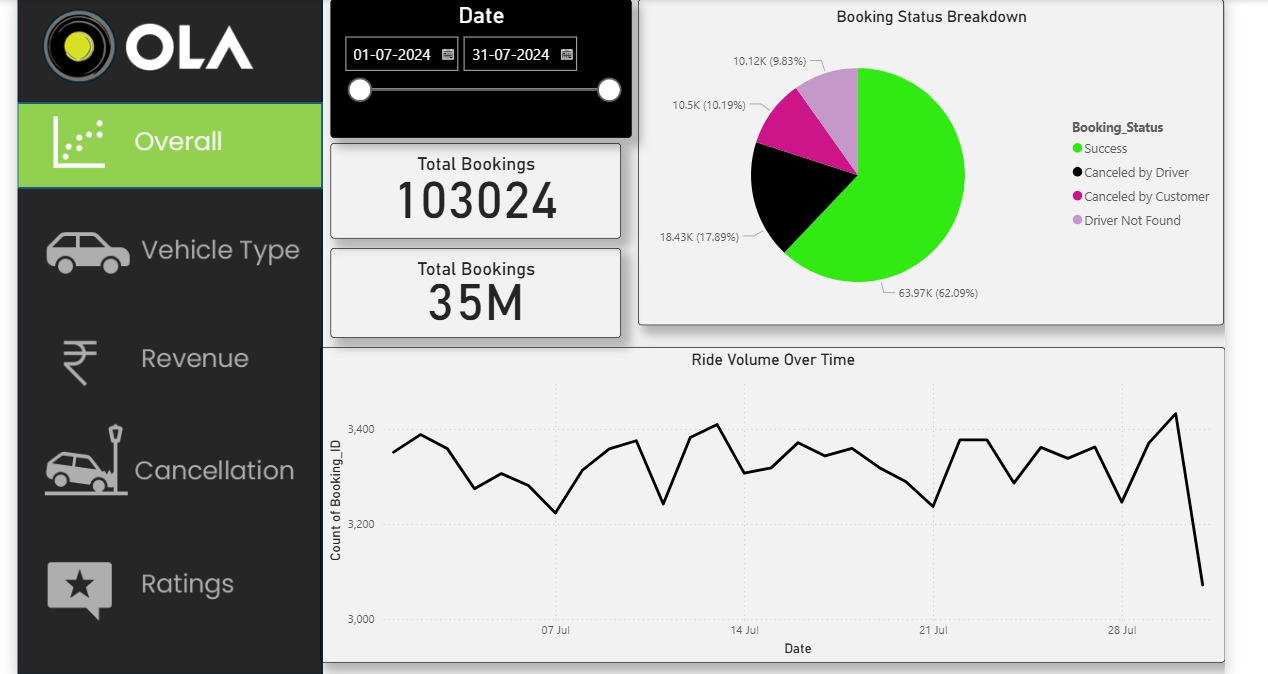 OLA
Overall
Vehicle Type
Revenue
Cancellation
Ratings
Date
01-07-2024
31-07-2024
Total Bookings
103024
Total Bookings
35M
Booking Status Breakdown
10.12K (9.83%)
10.5K (10.19%)
18.43K (17.89%)
63.97K (62.09%)
Booking_Status
Success
Canceled by Driver
Canceled by Customer
Driver Not Found
Ride Volume Over Time
Count of Booking_ID
3,400
3,200
3,000
07 Jul
14 Jul
21 Jul
28 Jul
Date